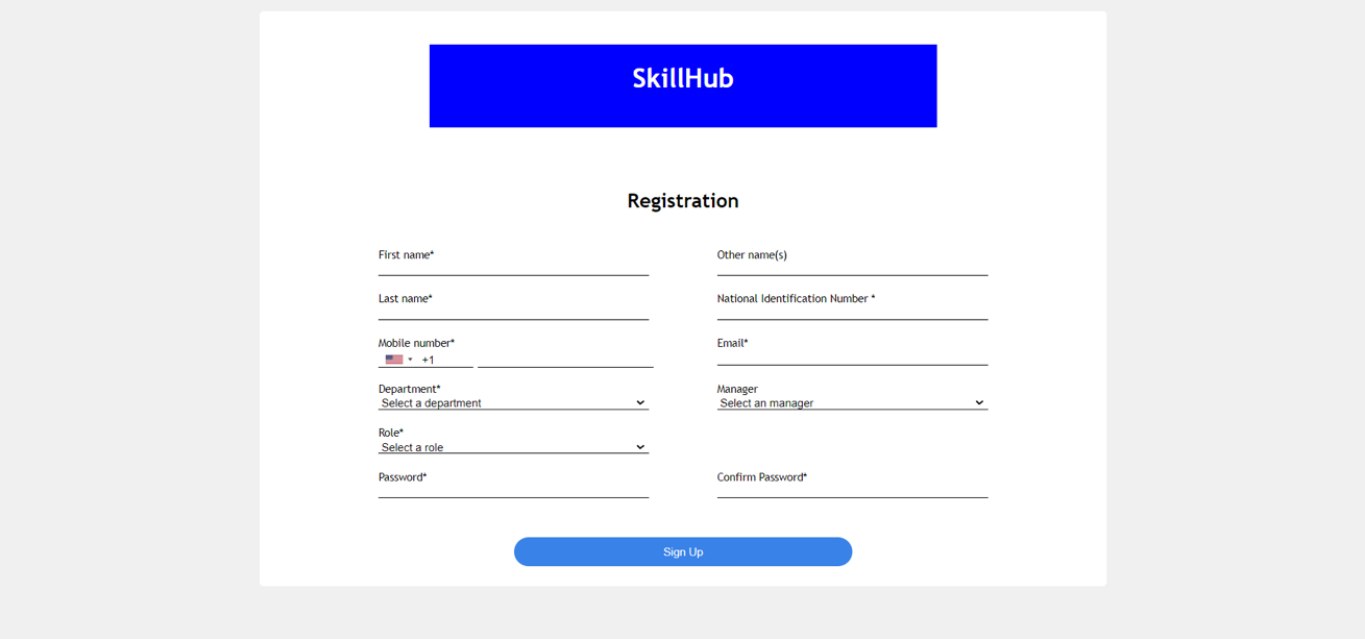 SkillHub
Registration
First name*
Other name(s)
Last name*
National Identification Number *
Mobile number*
Email*
+1
Department*
Manager
Select a department
Select an manager
Role*
Select a role
Password*
Confirm Password*
Sign Up